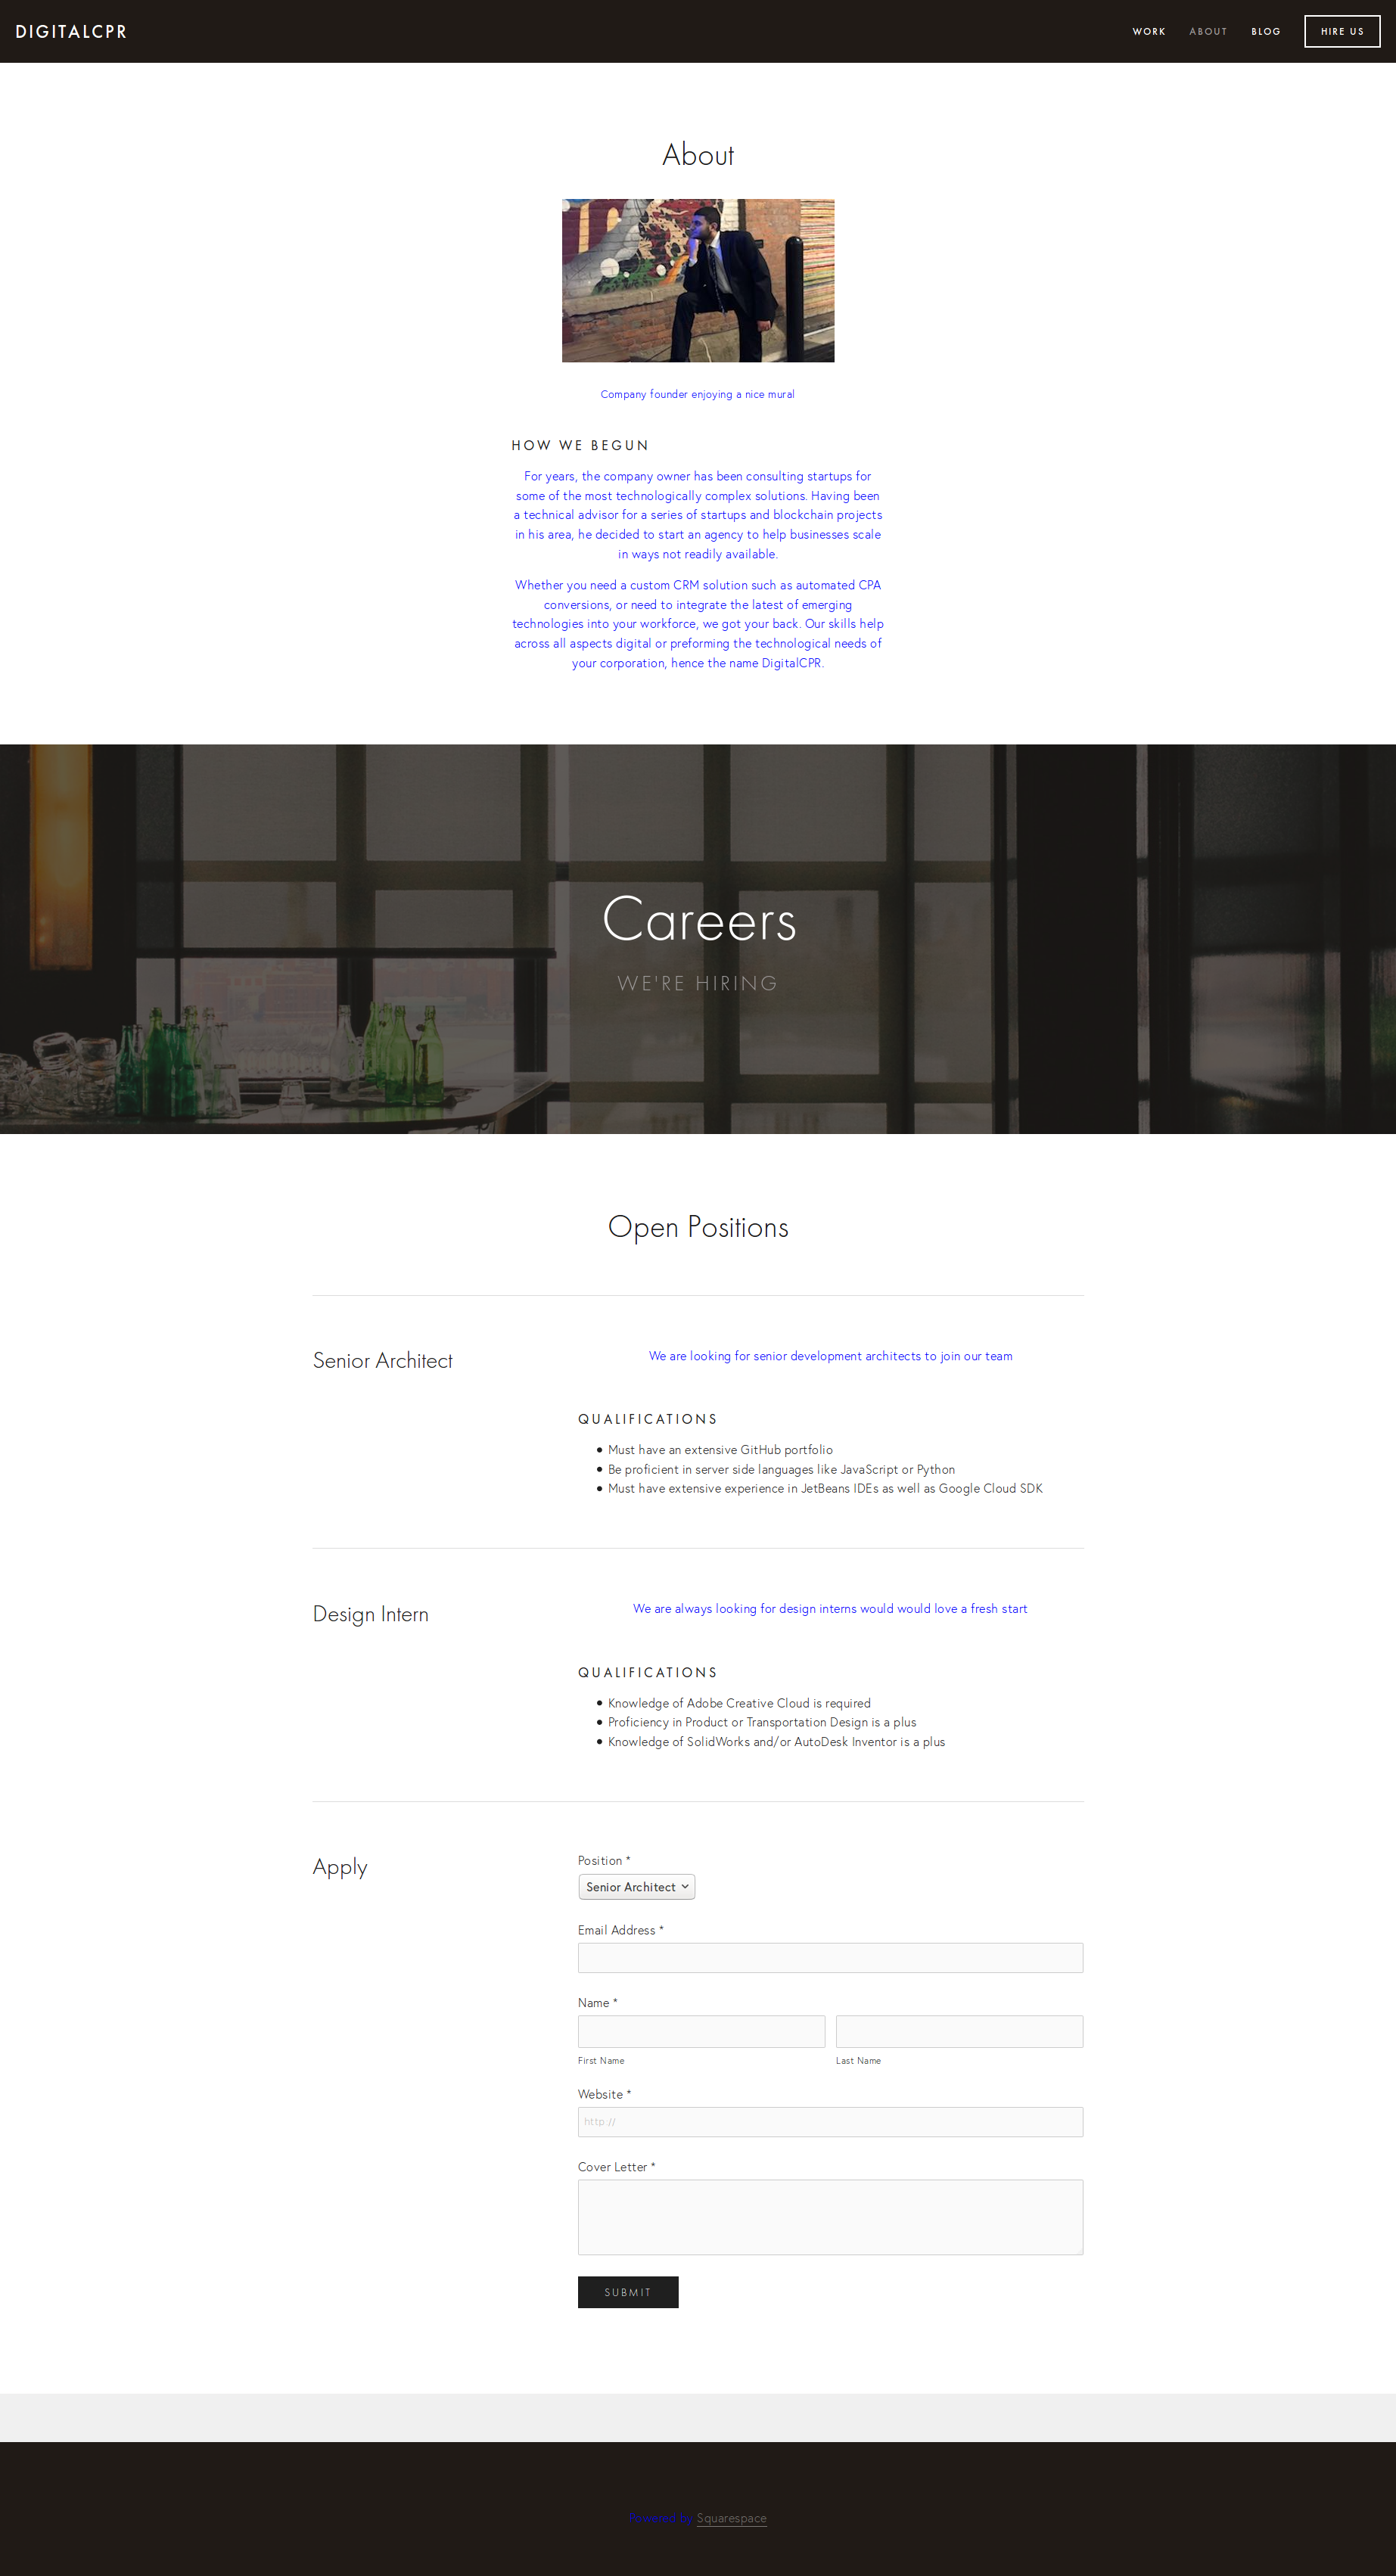 DIGITALCPR
WORK ABOUT BLOG HIRE US
About
Company founder enjoying a nice mural
HOW WE BEGUN
For years, the company owner has been consulting startups for
some of the most technologically complex solutions. Having been
a technical advisor for a series of startups and blockchain projects
in his area, he decided to start an agency to help businesses scale
in ways not readily available.
Whether you need a custom CRM solution such as automated CPA
conversions, or need to integrate the latest of emerging
technologies into your workforce, we got your back. Our skills help
across all aspects digital or preforming the technological needs of
your corporation, hence the name DigitalCPR.
Careers
WE'RE HIRING
Open Positions
Senior Architect
We are looking for senior development architects to join our team
QUALIFICATIONS
● Must have an extensive GitHub portfolio
● Be proficient in server side languages like JavaScript or Python
● Must have extensive experience in JetBeans IDEs as well as Google Cloud SDK
Design Intern
We are always looking for design interns would would love a fresh start
QUALIFICATIONS
● Knowledge of Adobe Creative Cloud is required
● Proficiency in Product or Transportation Design is a plus
● Knowledge of SolidWorks and/or AutoDesk Inventor is a plus
Apply
Position *
Senior Architect
Email Address *
Name *
First Name Last Name
Website *
http://
Cover Letter *
SUBMIT
Powered by Squarespace